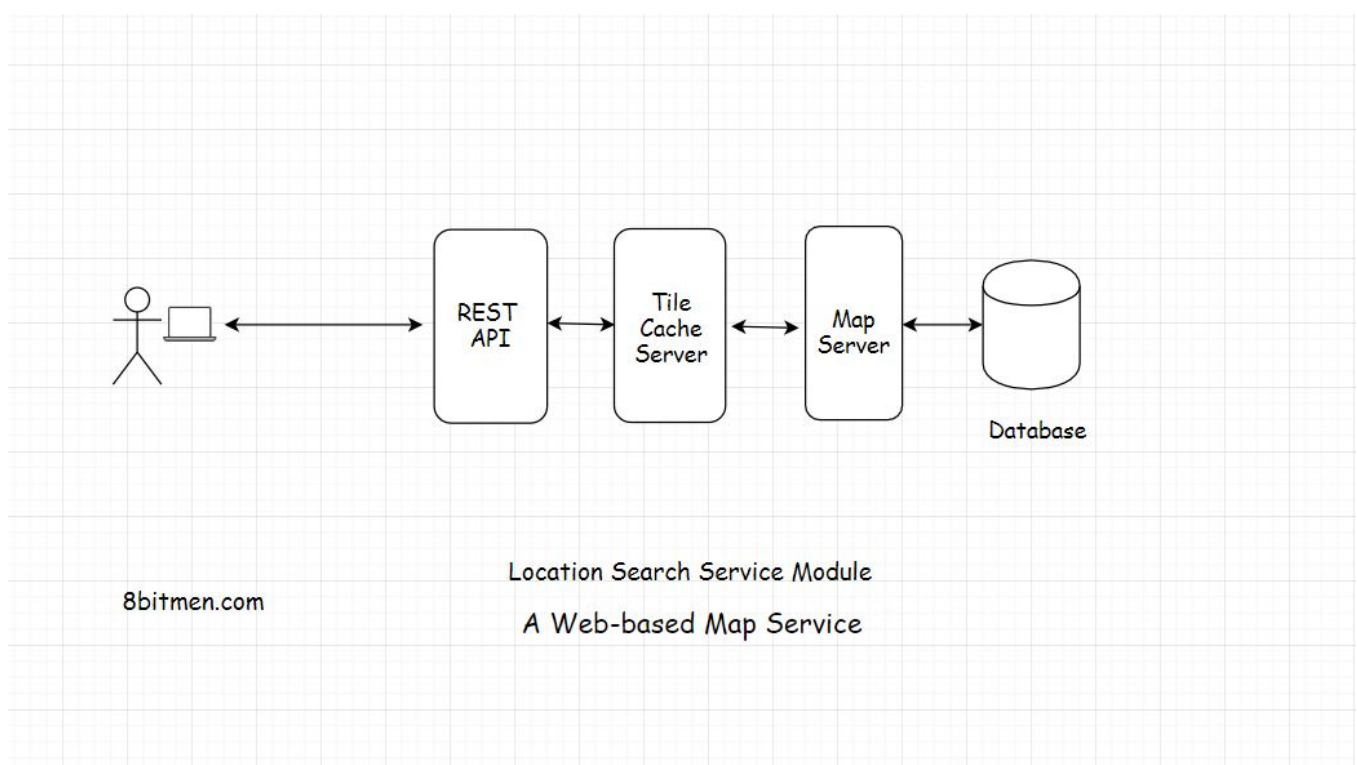 REST
API
Tile
Cache
Server
Map
Server
Database
Location Search Service Module
8bitmen.com
A Web-based Map Service